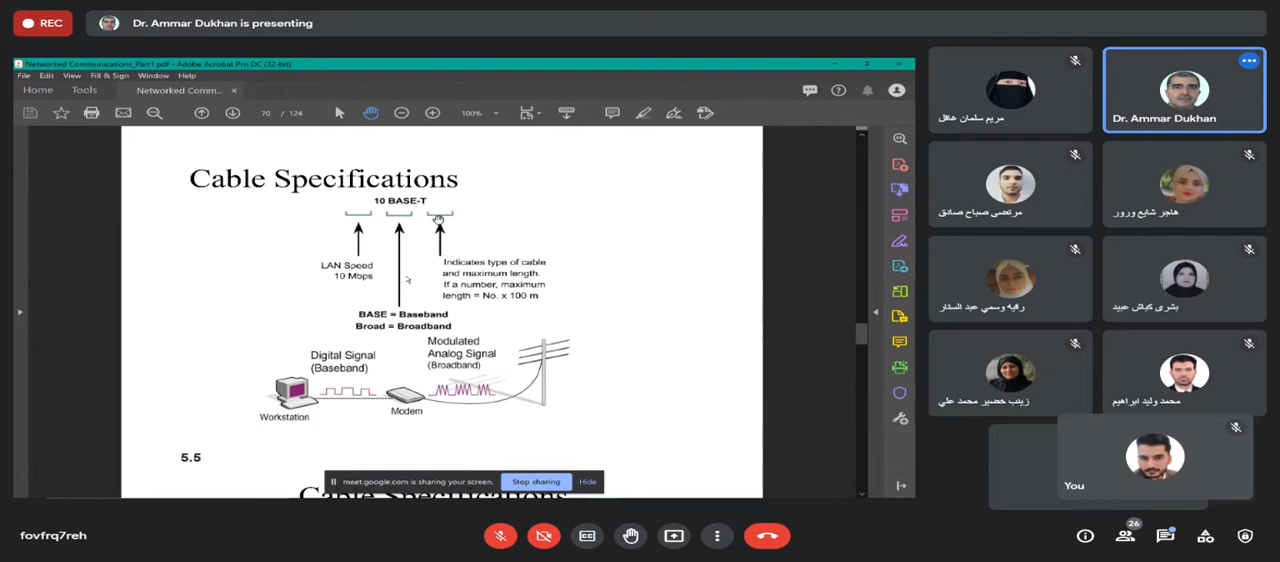 REC
Dr. Ammar Dukhan is presenting
Networked Communications_Part1.pdf - Adobe Acrobat Pro DC (32-bit)
File Edit View Fill & Sign Window Help
Home Tools Networked Comm... ×
70 / 124 100%
Cable Specifications
10 BASE-T
LAN Speed
10 Mbps
Indicates type of cable
and maximum length.
If a number, maximum
length = No. x 100 m
BASE = Baseband
Broad = Broadband
Digital Signal
(Baseband)
Modulated
Analog Signal
(Broadband)
Workstation
Modem
5.5
meet.google.com is sharing your screen.
Stop sharing
Hide
Cable Specifications
مريم سلمان عاقل
Dr. Ammar Dukhan
مرتضى صباح صادق
هاجر شايع ورور
رقيه وسمي عبد الستار
بشرى كباش عبيد
زينب خضير محمد علي
محمد وليد ابراهيم
You
fovfrq7reh
26